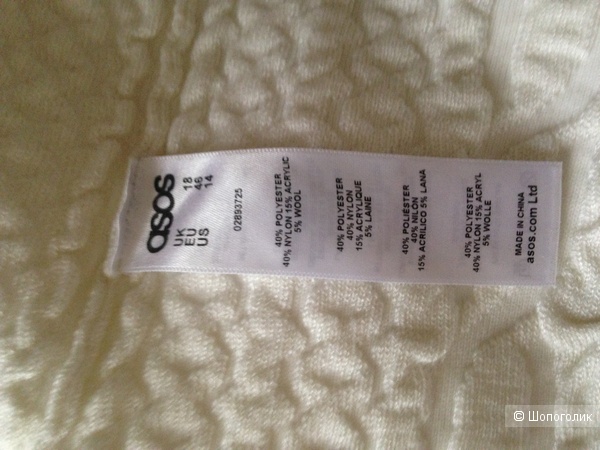 asos
UK 18
EU 46
US 14
02893725
40% POLYESTER
40% NYLON 15% ACRYLIC
5% WOOL
40% POLYESTER
40% NYLON
15% ACRYLIQUE
5% LAINE
40% POLIÉSTER
40% NILON
15% ACRILICO 5% LANA
40% POLYESTER
40% NYLON 15% ACRYL
5% WOLLE
MADE IN CHINA
asos.com Ltd
© Шопоголик